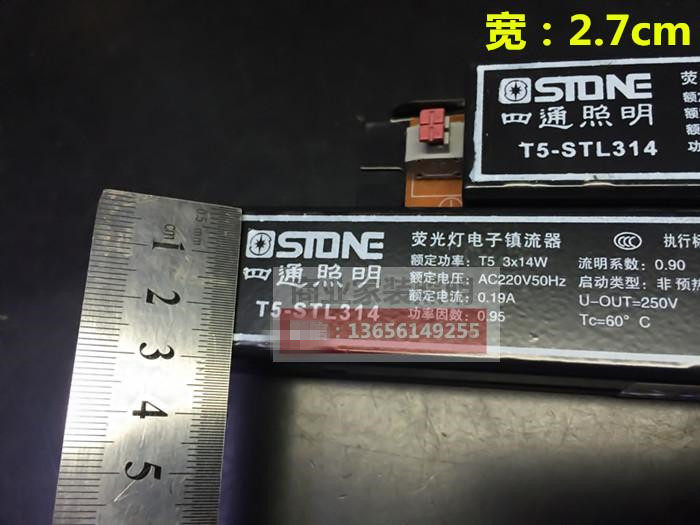 宽：2.7cm
STONE
四通照明
T5-STL314
荧光灯
功率
STONE
四通照明
T5-STL314
荧光灯电子镇流器
额定功率：T5 3x14W
额定电压：AC220V50Hz
额定电流：0.19A
功率因数：0.95
CCC
执行标
流明系数：0.90
启动类型：非预热
U-OUT=250V
Tc=60° C
：13656149255
cm
1
2
3
4
5